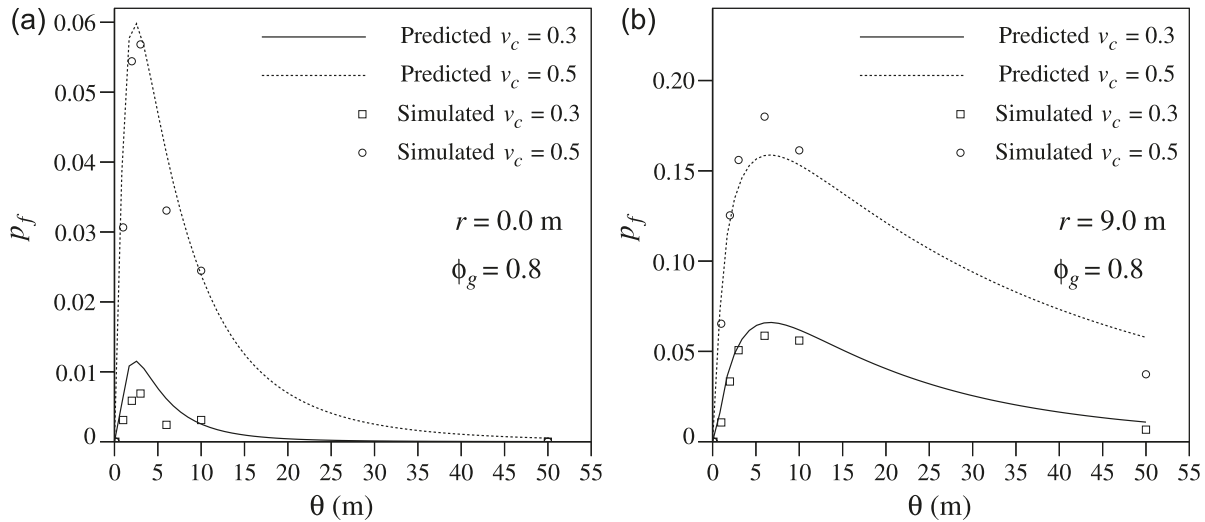 (a)
0.06
0.05
0.04
0.03
0.02
0.01
0
p_f
Predicted v_c = 0.3
Predicted v_c = 0.5
Simulated v_c = 0.3
Simulated v_c = 0.5
r = 0.0 m
ϕ_g = 0.8
0 5 10 15 20 25 30 35 40 45 50 55
θ (m)
(b)
0.20
0.15
0.10
0.05
0
p_f
Predicted v_c = 0.3
Predicted v_c = 0.5
Simulated v_c = 0.3
Simulated v_c = 0.5
r = 9.0 m
ϕ_g = 0.8
0 5 10 15 20 25 30 35 40 45 50 55
θ (m)